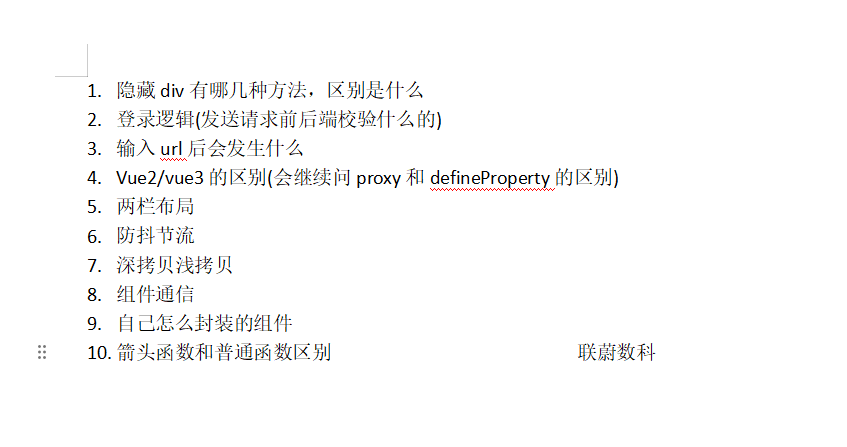 1. 隐藏 div 有哪几种方法，区别是什么
2. 登录逻辑(发送请求前后端校验什么的)
3. 输入 url 后会发生什么
4. Vue2/vue3 的区别(会继续问 proxy 和 defineProperty 的区别)
5. 两栏布局
6. 防抖节流
7. 深拷贝浅拷贝
8. 组件通信
9. 自己怎么封装的组件
10. 箭头函数和普通函数区别 联蔚数科